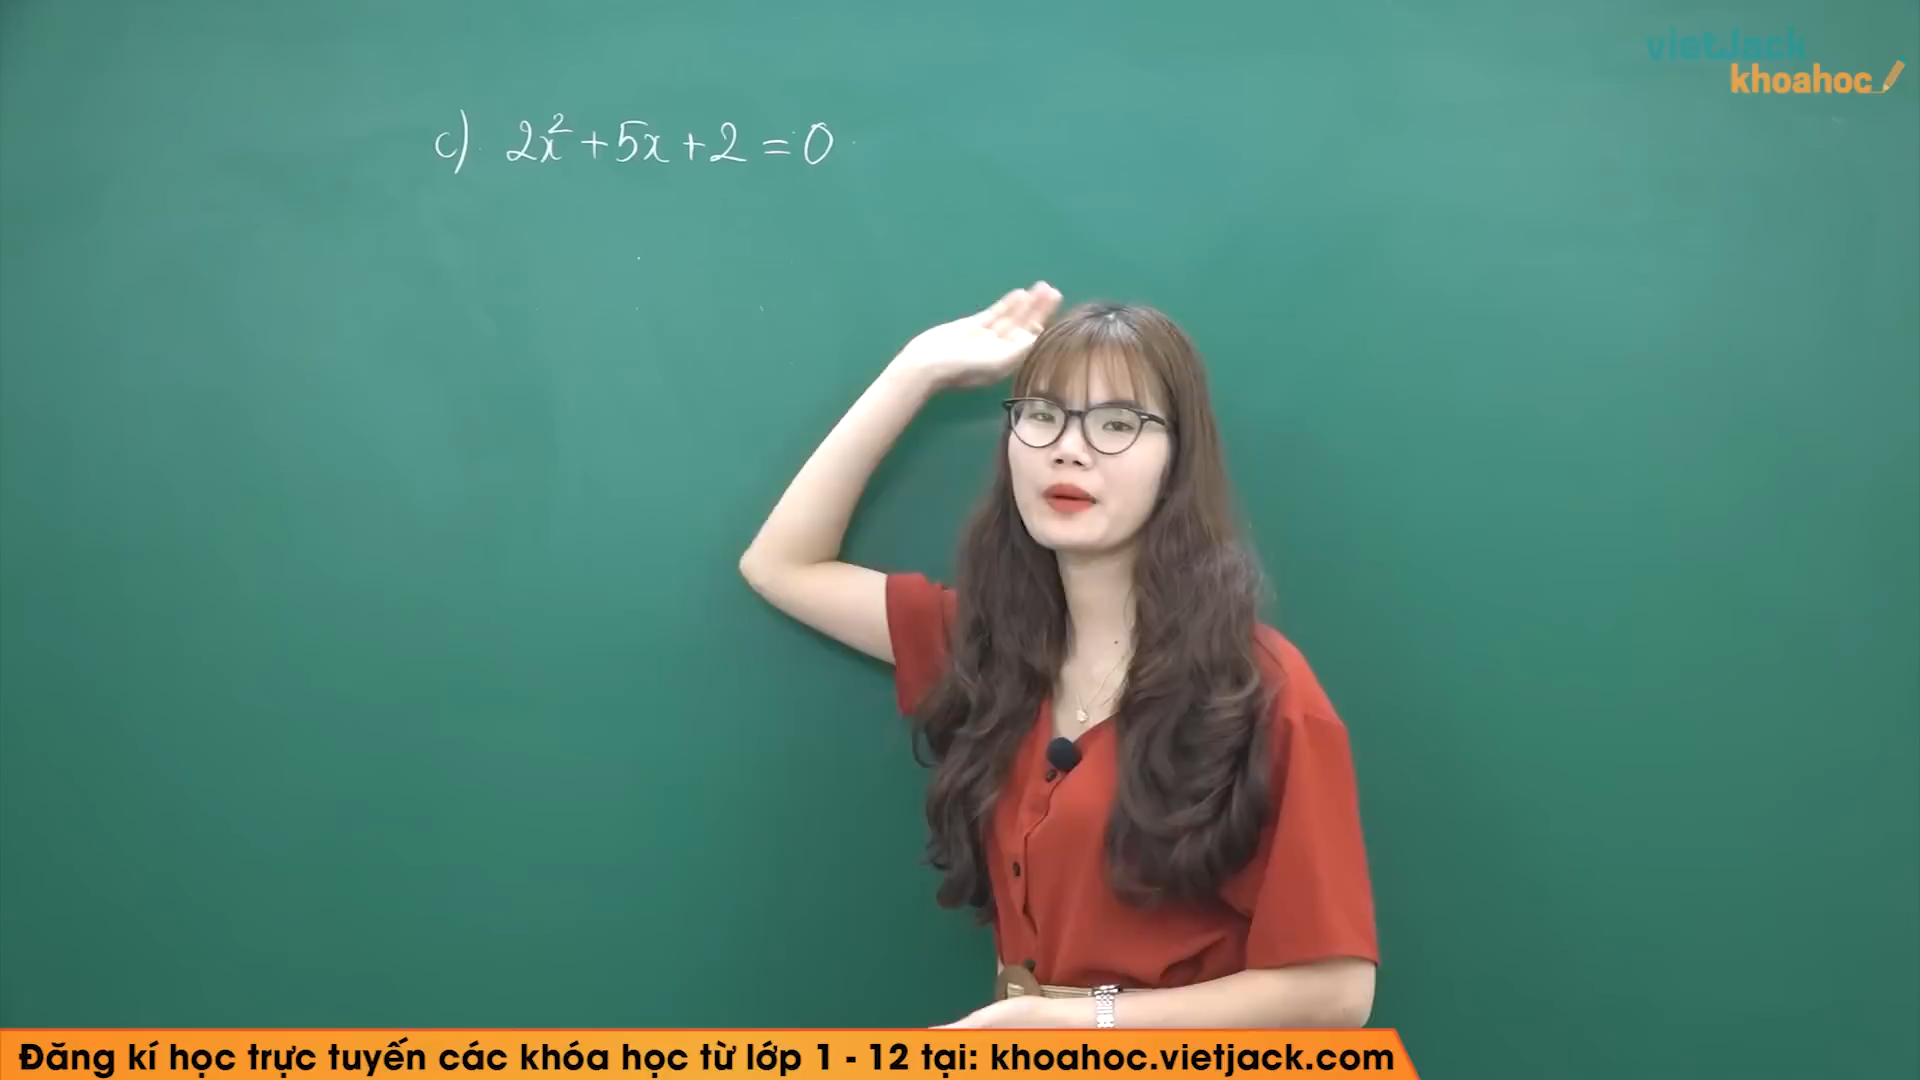 vietJack
khoahoc
c) 2x² + 5x + 2 = 0
Đăng kí học trực tuyến các khóa học từ lớp 1 - 12 tại: khoahoc.vietjack.com